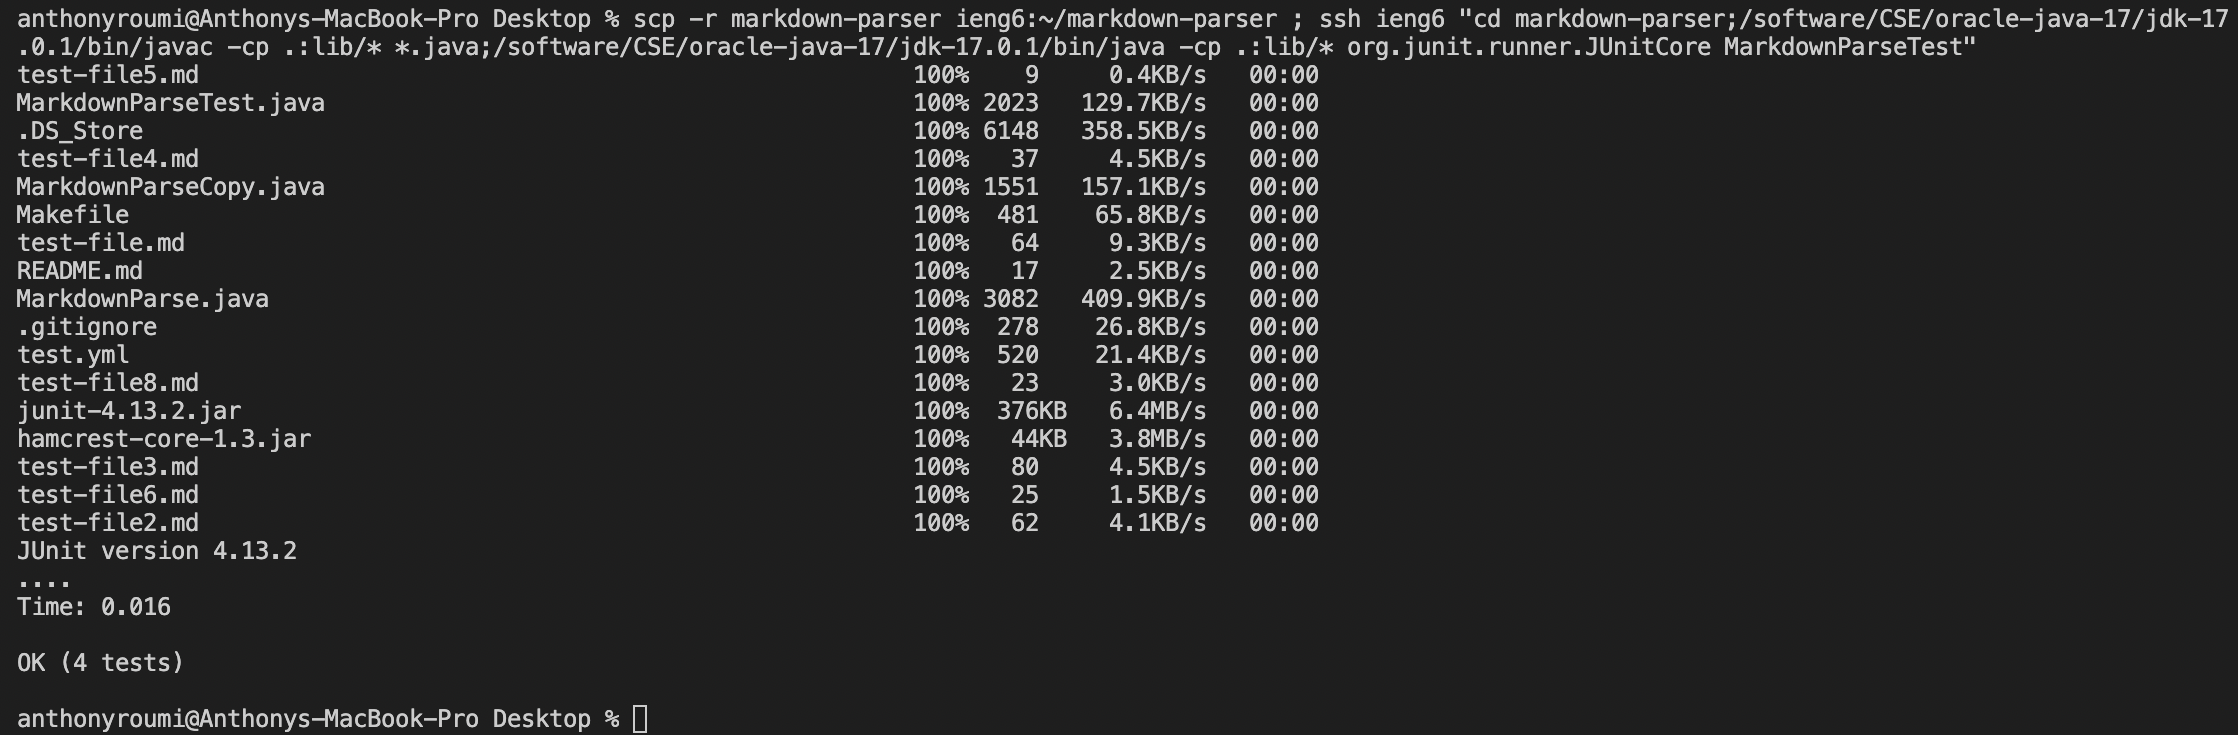 anthonyroumi@Anthonys-MacBook-Pro Desktop % scp -r markdown-parser ieng6:~/markdown-parser ; ssh ieng6 "cd markdown-parser;/software/CSE/oracle-java-17/jdk-17
.0.1/bin/javac -cp .:lib/* *.java;/software/CSE/oracle-java-17/jdk-17.0.1/bin/java -cp .:lib/* org.junit.runner.JUnitCore MarkdownParseTest"
test-file5.md 100% 9 0.4KB/s 00:00
MarkdownParseTest.java 100% 2023 129.7KB/s 00:00
.DS_Store 100% 6148 358.5KB/s 00:00
test-file4.md 100% 37 4.5KB/s 00:00
MarkdownParseCopy.java 100% 1551 157.1KB/s 00:00
Makefile 100% 481 65.8KB/s 00:00
test-file.md 100% 64 9.3KB/s 00:00
README.md 100% 17 2.5KB/s 00:00
MarkdownParse.java 100% 3082 409.9KB/s 00:00
.gitignore 100% 278 26.8KB/s 00:00
test.yml 100% 520 21.4KB/s 00:00
test-file8.md 100% 23 3.0KB/s 00:00
junit-4.13.2.jar 100% 376KB 6.4MB/s 00:00
hamcrest-core-1.3.jar 100% 44KB 3.8MB/s 00:00
test-file3.md 100% 80 4.5KB/s 00:00
test-file6.md 100% 25 1.5KB/s 00:00
test-file2.md 100% 62 4.1KB/s 00:00
JUnit version 4.13.2
....
Time: 0.016
OK (4 tests)
anthonyroumi@Anthonys-MacBook-Pro Desktop %